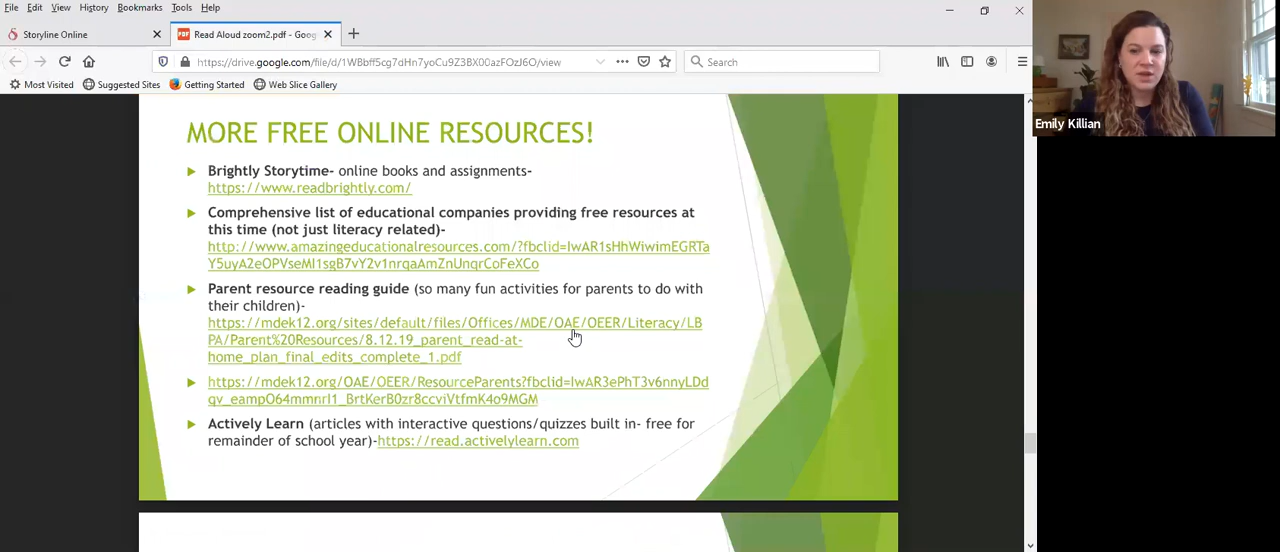 File Edit View History Bookmarks Tools Help
Storyline Online
Read Aloud zoom2.pdf - Goog
https://drive.google.com/file/d/1WBbff5cg7dHn7yoCu9Z3BX00azFOzJ6O/view
Search
Most Visited Suggested Sites Getting Started Web Slice Gallery
Emily Killian
MORE FREE ONLINE RESOURCES!
Brightly Storytime- online books and assignments-
https://www.readbrightly.com/
Comprehensive list of educational companies providing free resources at
this time (not just literacy related)-
http://www.amazingeducationalresources.com/?fbclid=IwAR1sHhWiwimEGRTa
Y5uyA2eOPVseMI1sgB7vY2v1nrqaAmZnUnqrCoFeXCo
Parent resource reading guide (so many fun activities for parents to do with
their children)-
https://mdek12.org/sites/default/files/Offices/MDE/OAE/OEER/Literacy/LB
PA/Parent%20Resources/8.12.19_parent_read-at-
home_plan_final_edits_complete_1.pdf
https://mdek12.org/OAE/OEER/ResourceParents?fbclid=IwAR3ePhT3v6nnyLDd
gv_eampO64mmnrI1_BrtKerB0zr8ccviVtfmK4o9MGM
Actively Learn (articles with interactive questions/quizzes built in- free for
remainder of school year)-https://read.activelylearn.com